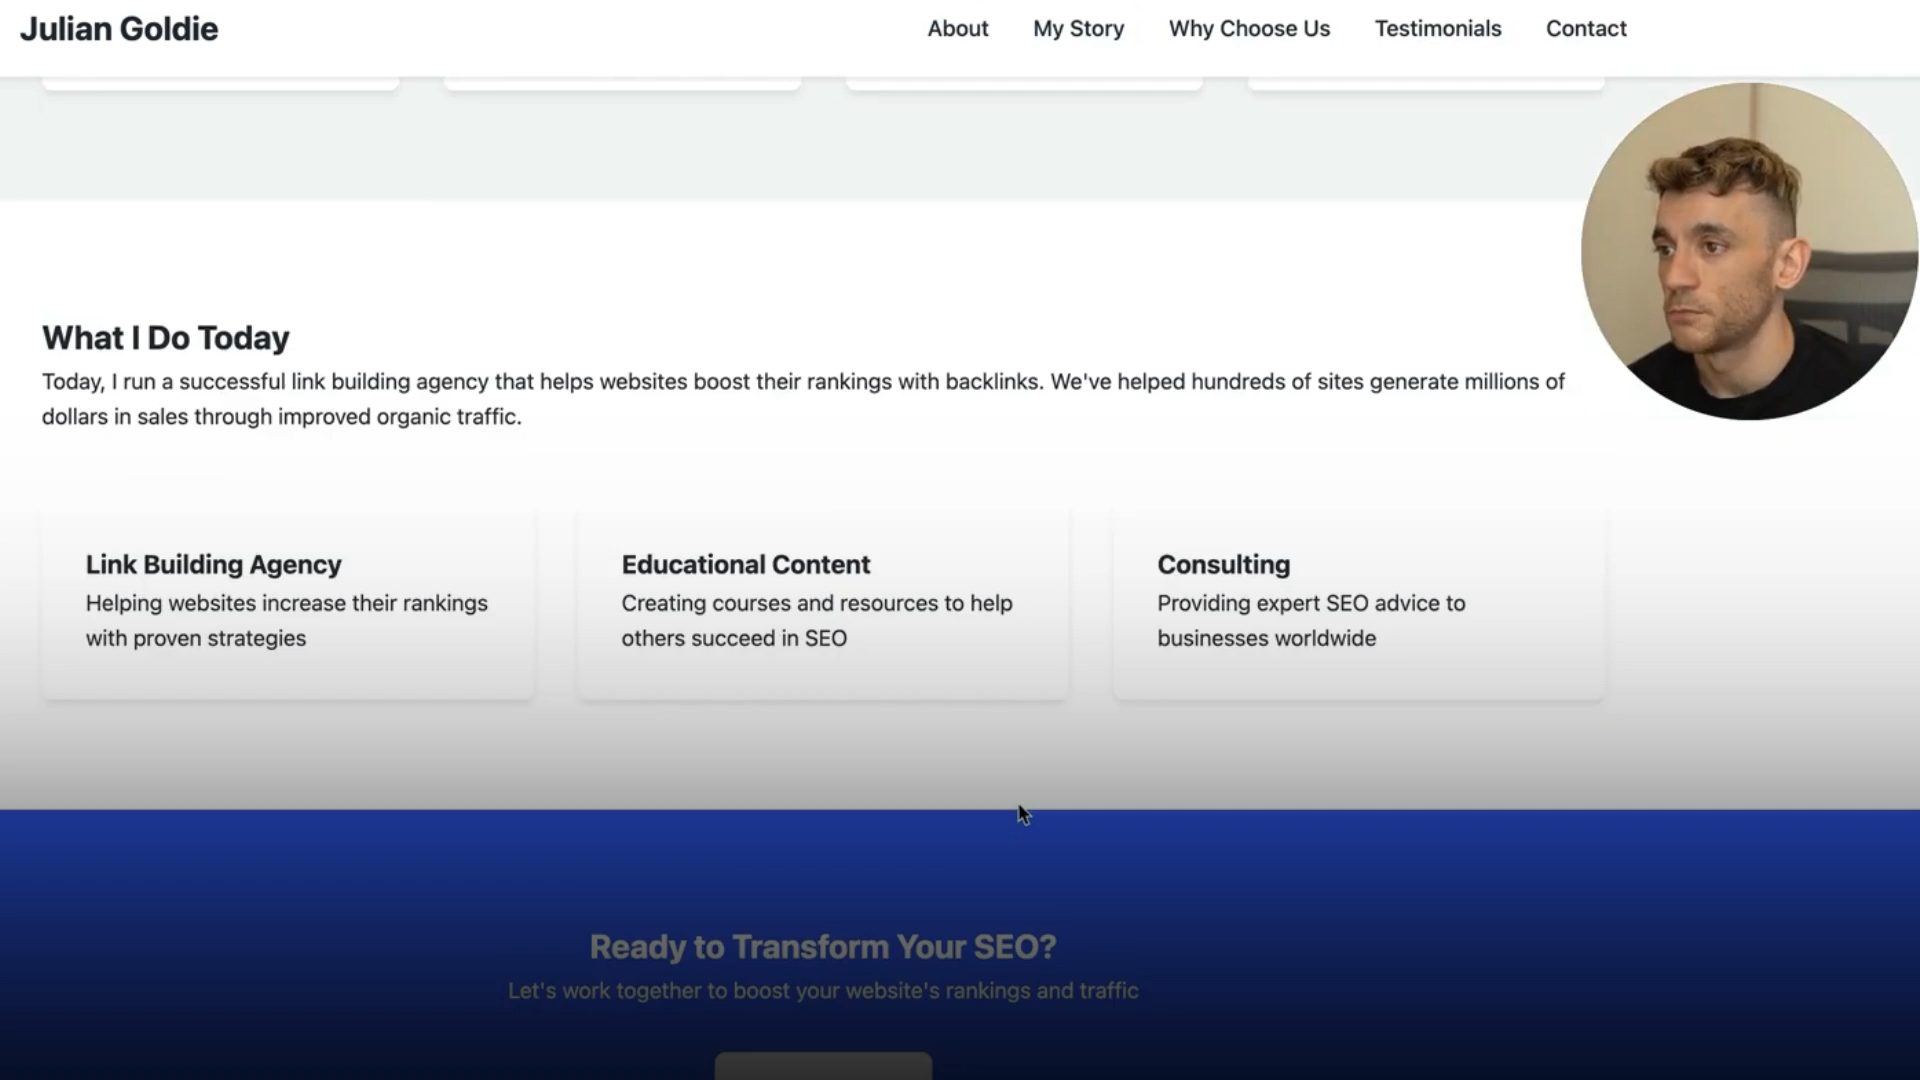 Julian Goldie
About My Story Why Choose Us Testimonials Contact
What I Do Today
Today, I run a successful link building agency that helps websites boost their rankings with backlinks. We've helped hundreds of sites generate millions of
dollars in sales through improved organic traffic.
Link Building Agency
Helping websites increase their rankings
with proven strategies
Educational Content
Creating courses and resources to help
others succeed in SEO
Consulting
Providing expert SEO advice to
businesses worldwide
Ready to Transform Your SEO?
Let's work together to boost your website's rankings and traffic